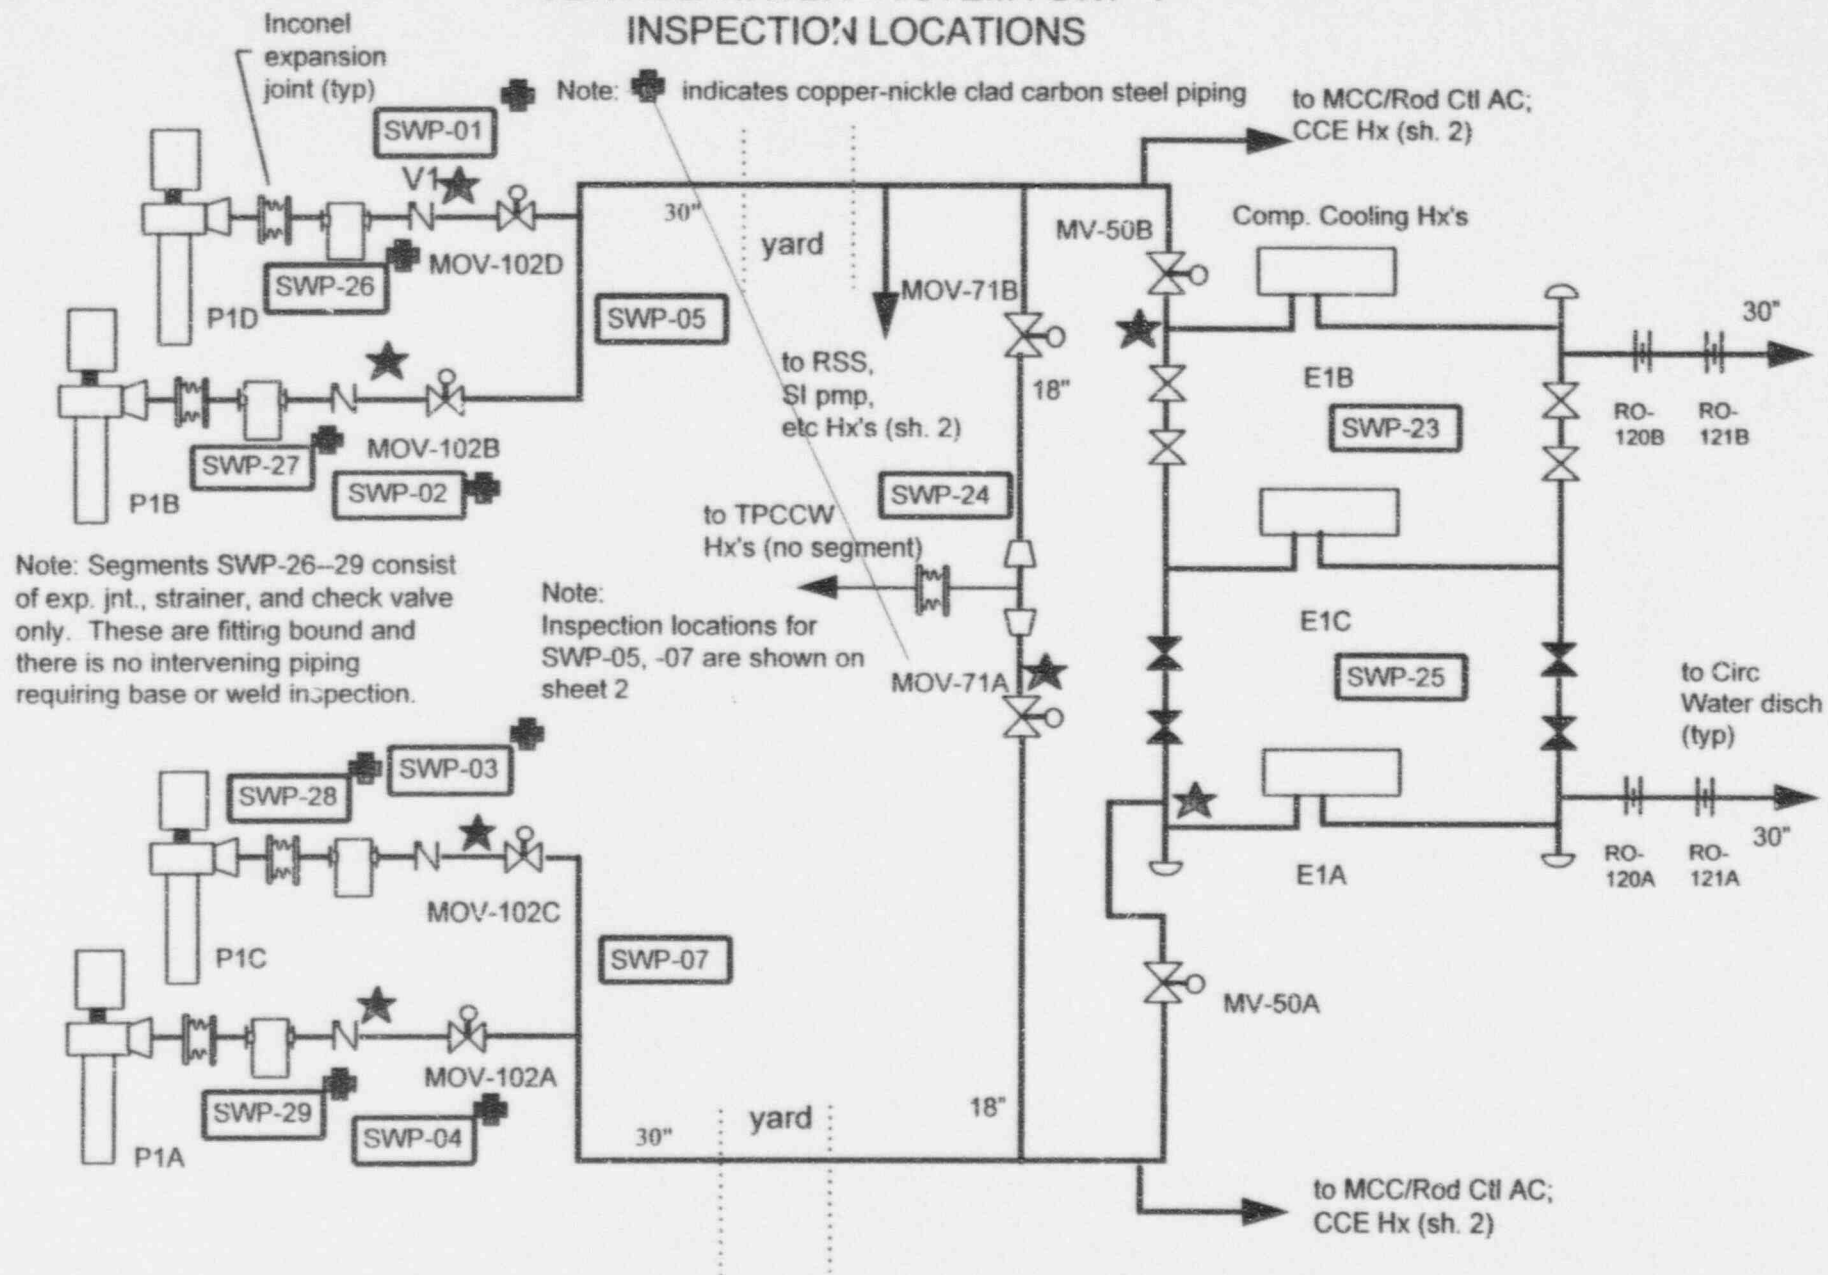 INSPECTION LOCATIONS
Inconel
expansion
joint (typ)
Note: indicates copper-nickle clad carbon steel piping
to MCC/Rod Ctl AC;
CCE Hx (sh. 2)
SWP-01
V1
30"
yard
MV-50B
Comp. Cooling Hx's
SWP-26
MOV-102D
P1D
SWP-05
MOV-71B
30"
to RSS,
SI pmp,
etc Hx's (sh. 2)
18"
E1B
RO-
120B
RO-
121B
SWP-23
MOV-102B
SWP-27
SWP-02
P1B
SWP-24
to TPCCW
Hx's (no segment)
Note: Segments SWP-26--29 consist
of exp. jnt., strainer, and check valve
only. These are fitting bound and
there is no intervening piping
requiring base or weld inspection.
Note:
Inspection locations for
SWP-05, -07 are shown on
sheet 2
MOV-71A
E1C
SWP-25
to Circ
Water disch
(typ)
SWP-28
SWP-03
30"
E1A
RO-
120A
RO-
121A
MOV-102C
P1C
SWP-07
MV-50A
MOV-102A
SWP-29
SWP-04
P1A
30"
yard
18"
to MCC/Rod Ctl AC;
CCE Hx (sh. 2)